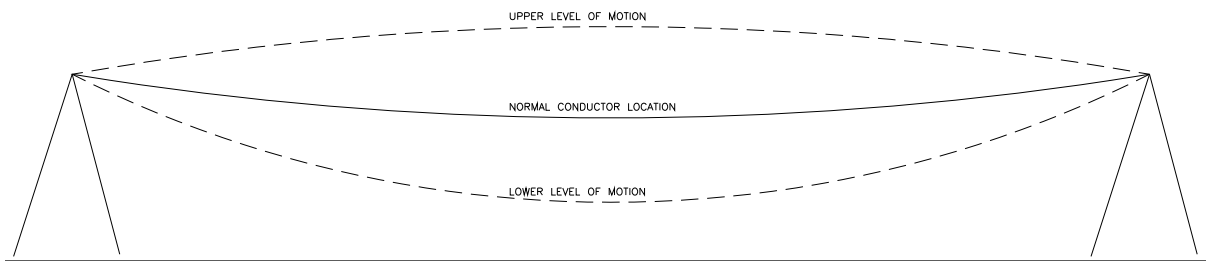 UPPER LEVEL OF MOTION
NORMAL CONDUCTOR LOCATION
LOWER LEVEL OF MOTION